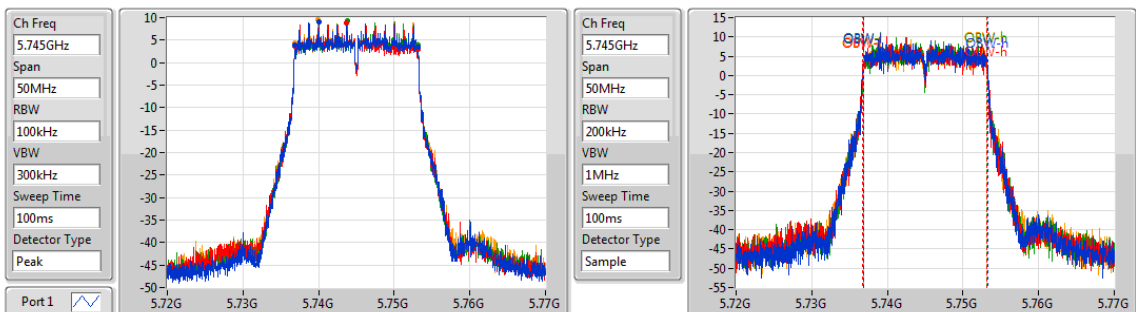 Ch Freq
5.745GHz
Span
50MHz
RBW
100kHz
VBW
300kHz
Sweep Time
100ms
Detector Type
Peak
Port 1
10
5
0
-5
-10
-15
-20
-25
-30
-35
-40
-45
-50
5.72G 5.73G 5.74G 5.75G 5.76G 5.77G
Ch Freq
5.745GHz
Span
50MHz
RBW
200kHz
VBW
1MHz
Sweep Time
100ms
Detector Type
Sample
15
10
5
0
-5
-10
-15
-20
-25
-30
-35
-40
-45
-50
-55
OBW-h
5.72G 5.73G 5.74G 5.75G 5.76G 5.77G